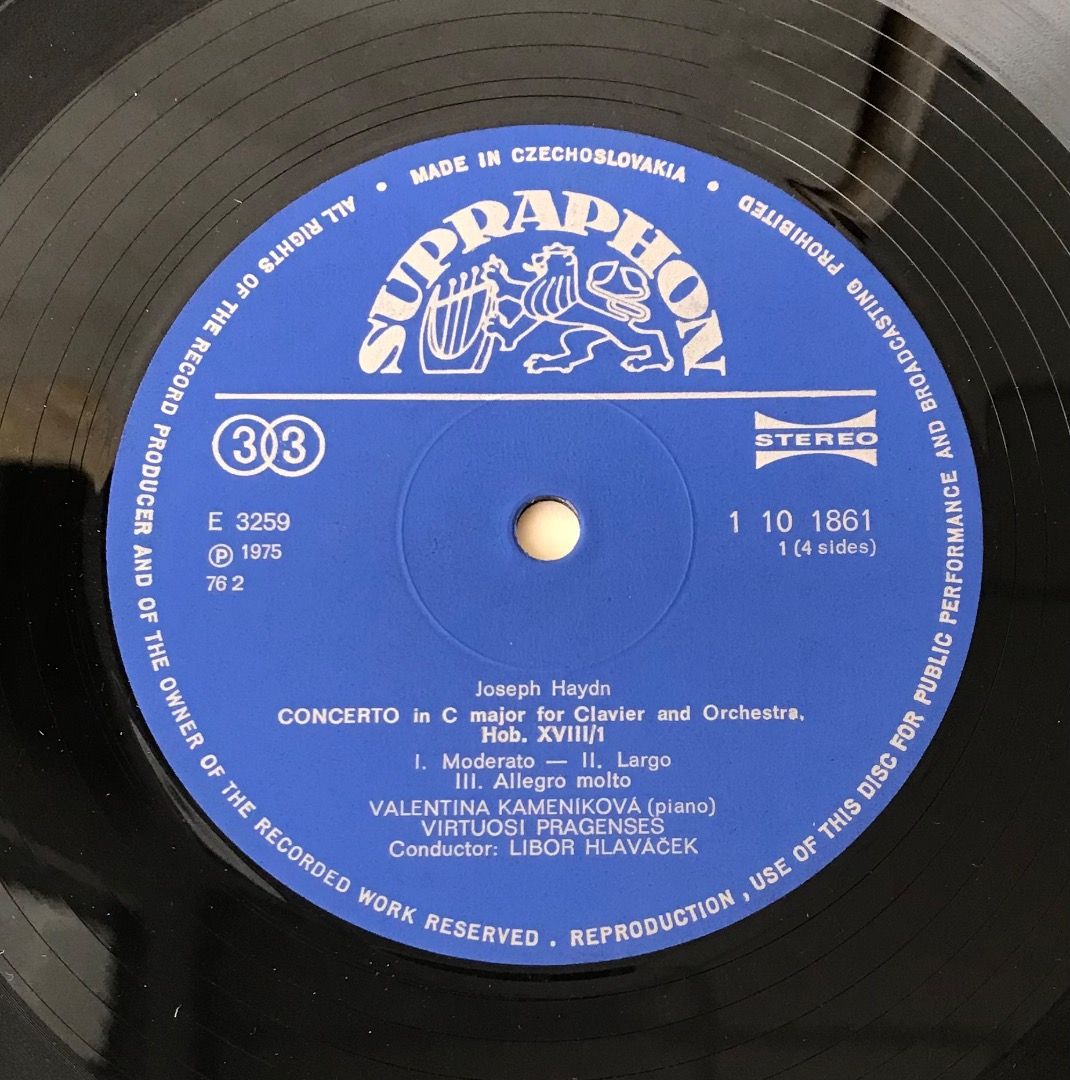 MADE IN CZECHOSLOVAKIA
SUPRAPHON
33
STEREO
E 3259
Ⓟ 1975
76 2
1 10 1861
1 (4 sides)
Joseph Haydn
CONCERTO in C major for Clavier and Orchestra,
Hob. XVIII/1
I. Moderato — II. Largo
III. Allegro molto
VALENTINA KAMENÍKOVÁ (piano)
VIRTUOSI PRAGENSES
Conductor: LIBOR HLAVÁČEK
ALL RIGHTS OF THE RECORD PRODUCER AND OF THE OWNER OF THE RECORDED WORK RESERVED . REPRODUCTION , USE OF THIS DISC FOR PUBLIC PERFORMANCE AND BROADCASTING PROHIBITED